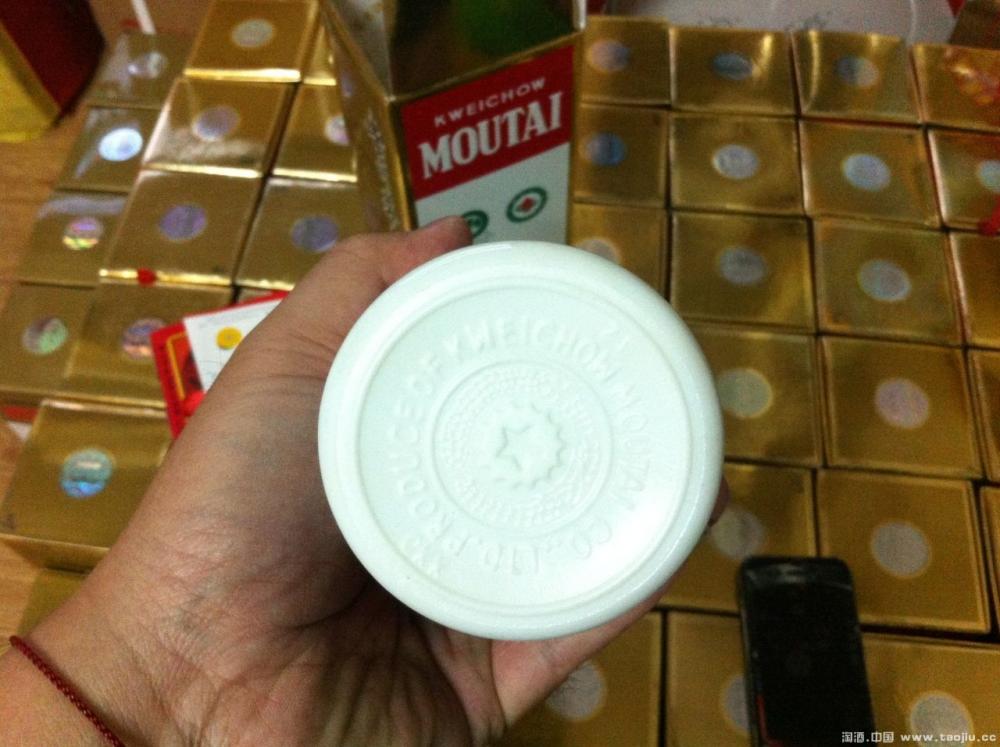 KWEICHOW
MOUTAI
PRODUCE OF KWEICHOW MOUTAI CO., LTD.
淘酒.中国 www.taojiu.cc